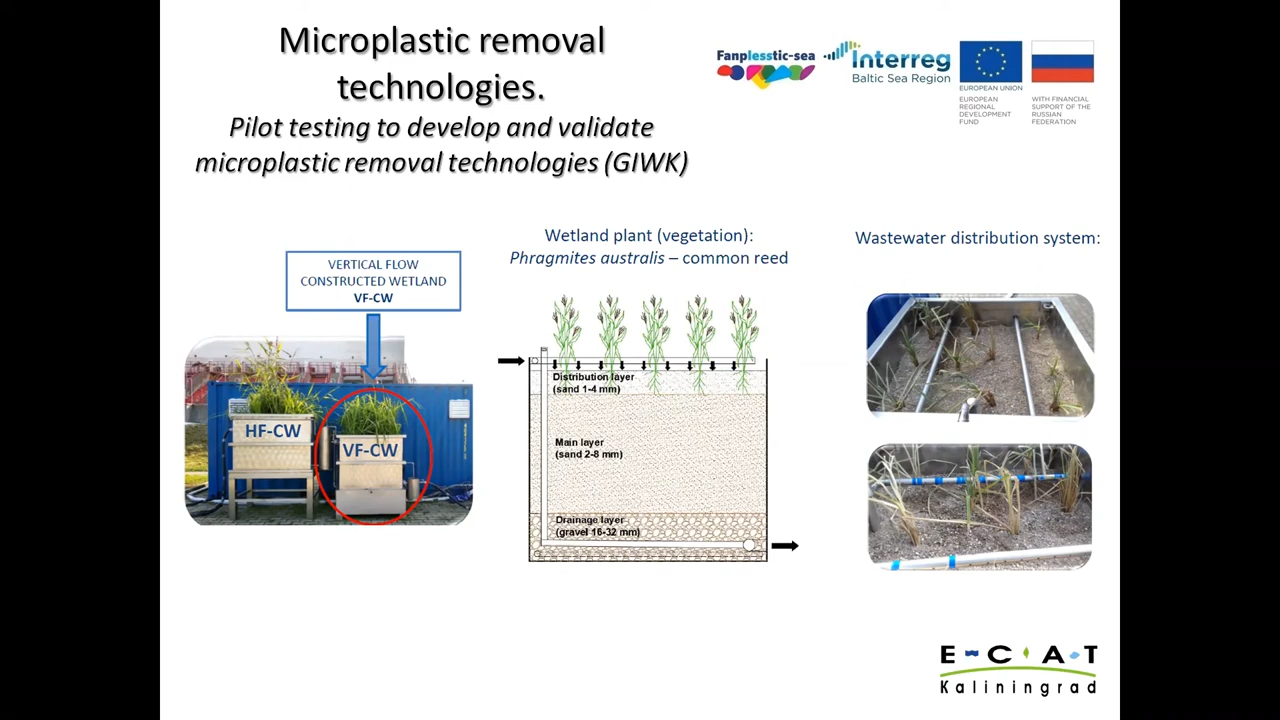 Microplastic removal
technologies.
Pilot testing to develop and validate
microplastic removal technologies (GIWK)
Fanplesstic-sea
Interreg
Baltic Sea Region
EUROPEAN UNION
EUROPEAN
REGIONAL
DEVELOPMENT
FUND
WITH FINANCIAL
SUPPORT OF THE
RUSSIAN
FEDERATION
VERTICAL FLOW
CONSTRUCTED WETLAND
VF-CW
HF-CW
VF-CW
Wetland plant (vegetation):
Phragmites australis – common reed
Distribution layer
(sand 1-4 mm)
Main layer
(sand 2-8 mm)
Drainage layer
(gravel 16-32 mm)
Wastewater distribution system:
E C A T
Kaliningrad